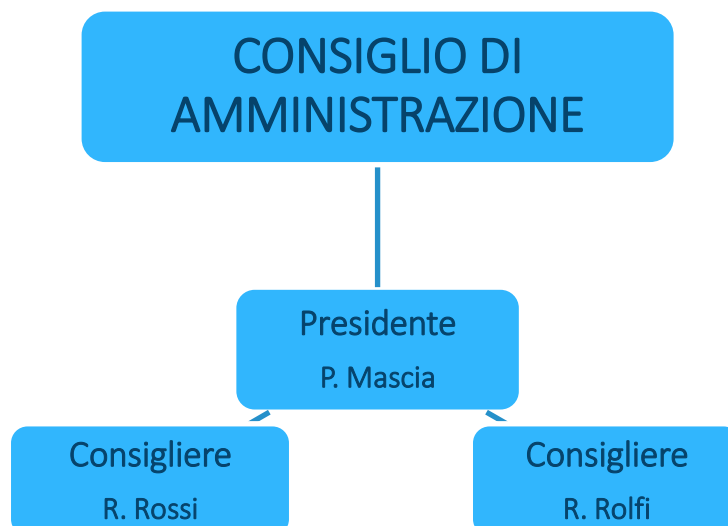 CONSIGLIO DI
AMMINISTRAZIONE
Presidente
P. Mascia
Consigliere
R. Rossi
Consigliere
R. Rolfi